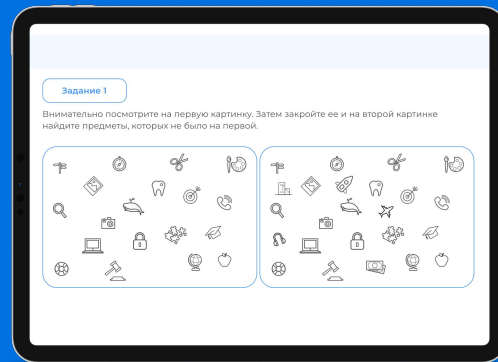 Задание 1
Внимательно посмотрите на первую картинку. Затем закройте ее и на второй картинке
найдите предметы, которых не было на первой.